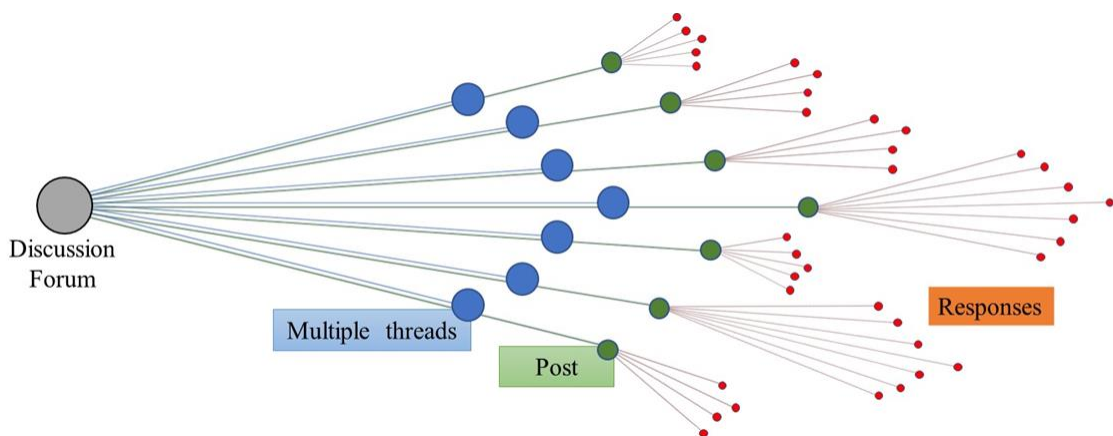 Discussion
Forum
Multiple threads
Post
Responses